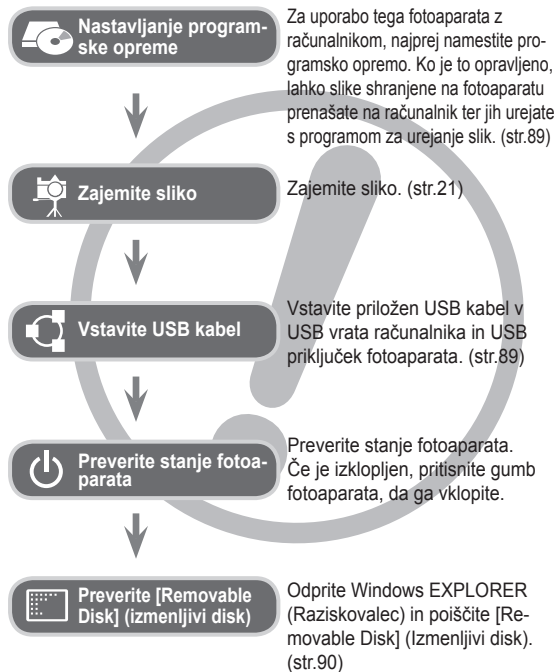 Nastavljanje program-
ske opreme
Za uporabo tega fotoaparata z
računalnikom, najprej namestite pro-
gramsko opremo. Ko je to opravljeno,
lahko slike shranjene na fotoaparatu
prenašate na računalnik ter jih urejate
s programom za urejanje slik. (str.89)
Zajemite sliko
Zajemite sliko. (str.21)
Vstavite USB kabel
Vstavite priložen USB kabel v
USB vrata računalnika in USB
priključek fotoaparata. (str.89)
Preverite stanje fotoa-
parata
Preverite stanje fotoaparata.
Če je izklopljen, pritisnite gumb
fotoaparata, da ga vklopite.
Preverite [Removable
Disk] (izmenljivi disk)
Odprite Windows EXPLORER
(Raziskovalec) in poiščite [Re-
movable Disk] (Izmenljivi disk).
(str.90)